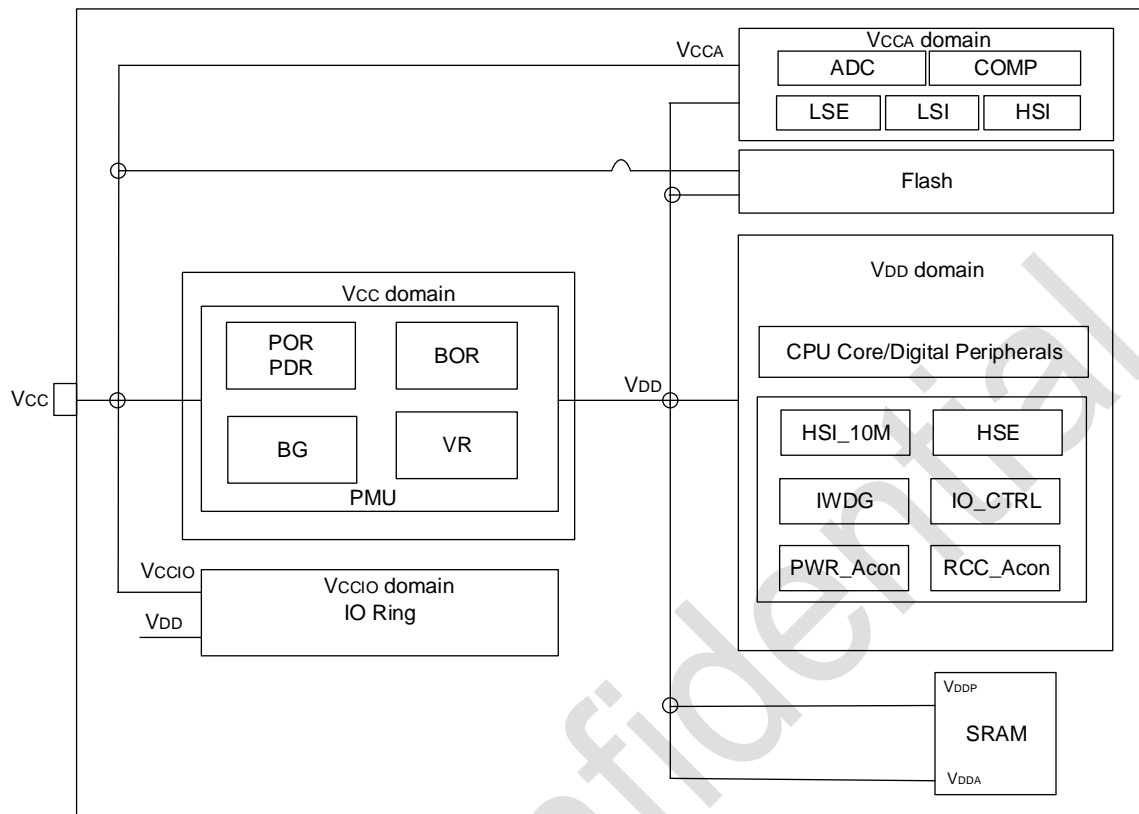 VCCA domain
VCCA
ADC
COMP
LSE
LSI
HSI
Flash
VDD domain
VCC domain
POR
PDR
BOR
CPU Core/Digital Peripherals
VCC
VDD
BG
VR
PMU
HSI_10M
HSE
IWDG
IO_CTRL
PWR_Acon
RCC_Acon
VCCIO
VCCIO domain
IO Ring
VDD
VDDP
SRAM
VDDA